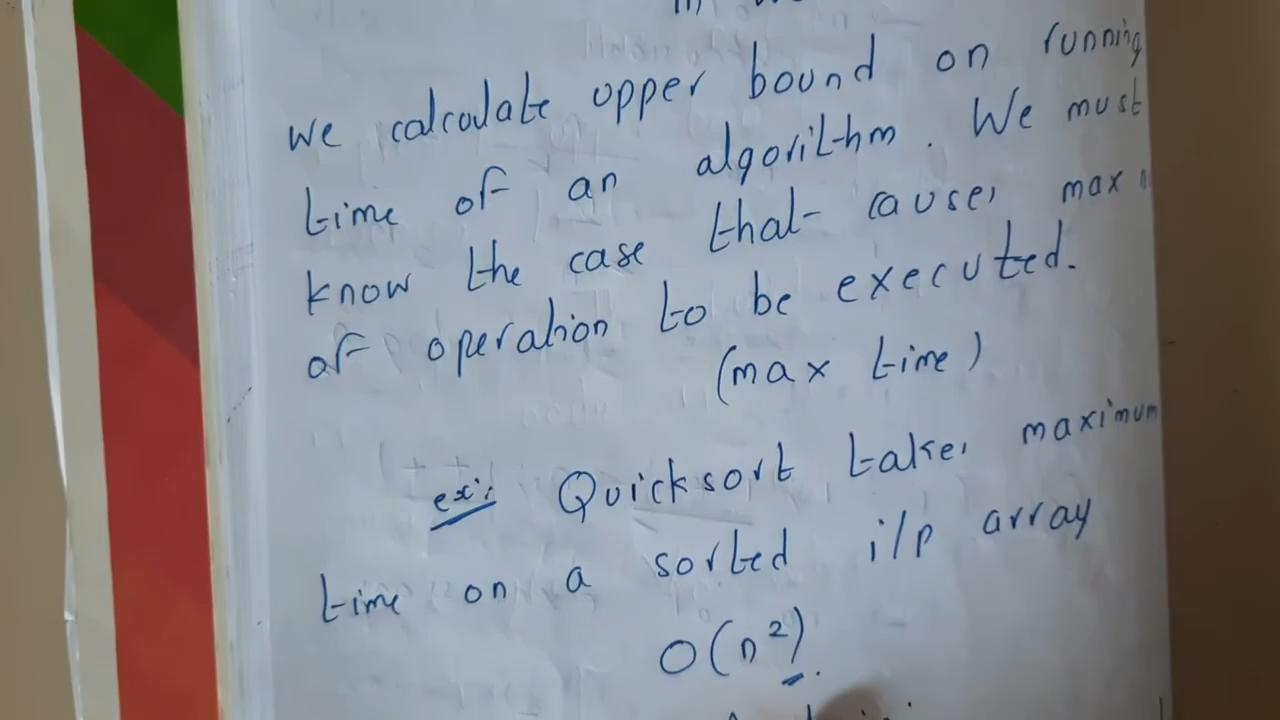 we calculate upper bound on running
time of an algorithm. We must
know the case that causes max
of operation to be executed.
(max time)
ex: Quicksort takes maximum
time on a sorted i/p array
O(n²).